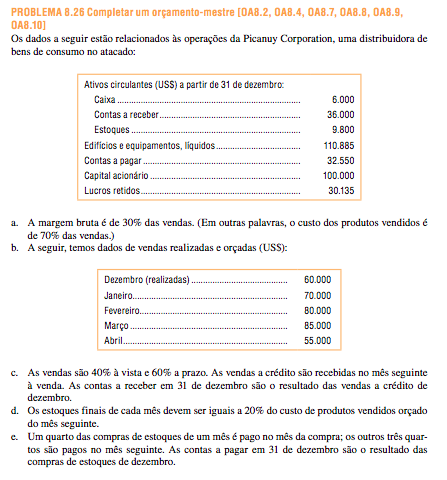 PROBLEMA 8.26 Completar um orçamento-mestre [OA8.2, OA8.4, OA8.7, OA8.8, OA8.9,
OA8.10]
Os dados a seguir estão relacionados às operações da Picanuy Corporation, uma distribuidora de
bens de consumo no atacado:
Ativos circulantes (US$) a partir de 31 de dezembro:
Caixa 6.000
Contas a receber 36.000
Estoques 9.800
Edifícios e equipamentos, líquidos 110.885
Contas a pagar 32.550
Capital acionário 100.000
Lucros retidos 30.135
a. A margem bruta é de 30% das vendas. (Em outras palavras, o custo dos produtos vendidos é
de 70% das vendas.)
b. A seguir, temos dados de vendas realizadas e orçadas (US$):
Dezembro (realizadas) 60.000
Janeiro 70.000
Fevereiro 80.000
Março 85.000
Abril 55.000
c. As vendas são 40% à vista e 60% a prazo. As vendas a crédito são recebidas no mês seguinte
à venda. As contas a receber em 31 de dezembro são o resultado das vendas a crédito de
dezembro.
d. Os estoques finais de cada mês devem ser iguais a 20% do custo de produtos vendidos orçado
do mês seguinte.
e. Um quarto das compras de estoques de um mês é pago no mês da compra; os outros três quar-
tos são pagos no mês seguinte. As contas a pagar em 31 de dezembro são o resultado das
compras de estoques de dezembro.